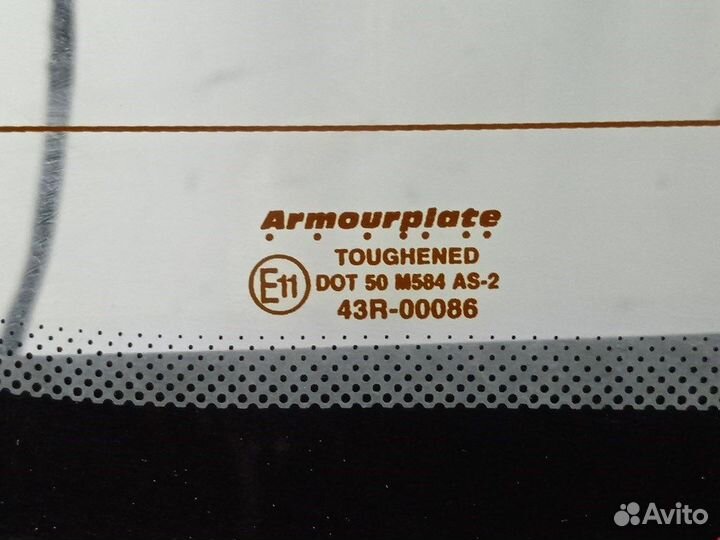 Armourplate
TOUGHENED
E11 DOT 50 M584 AS-2
43R-00086
Avito